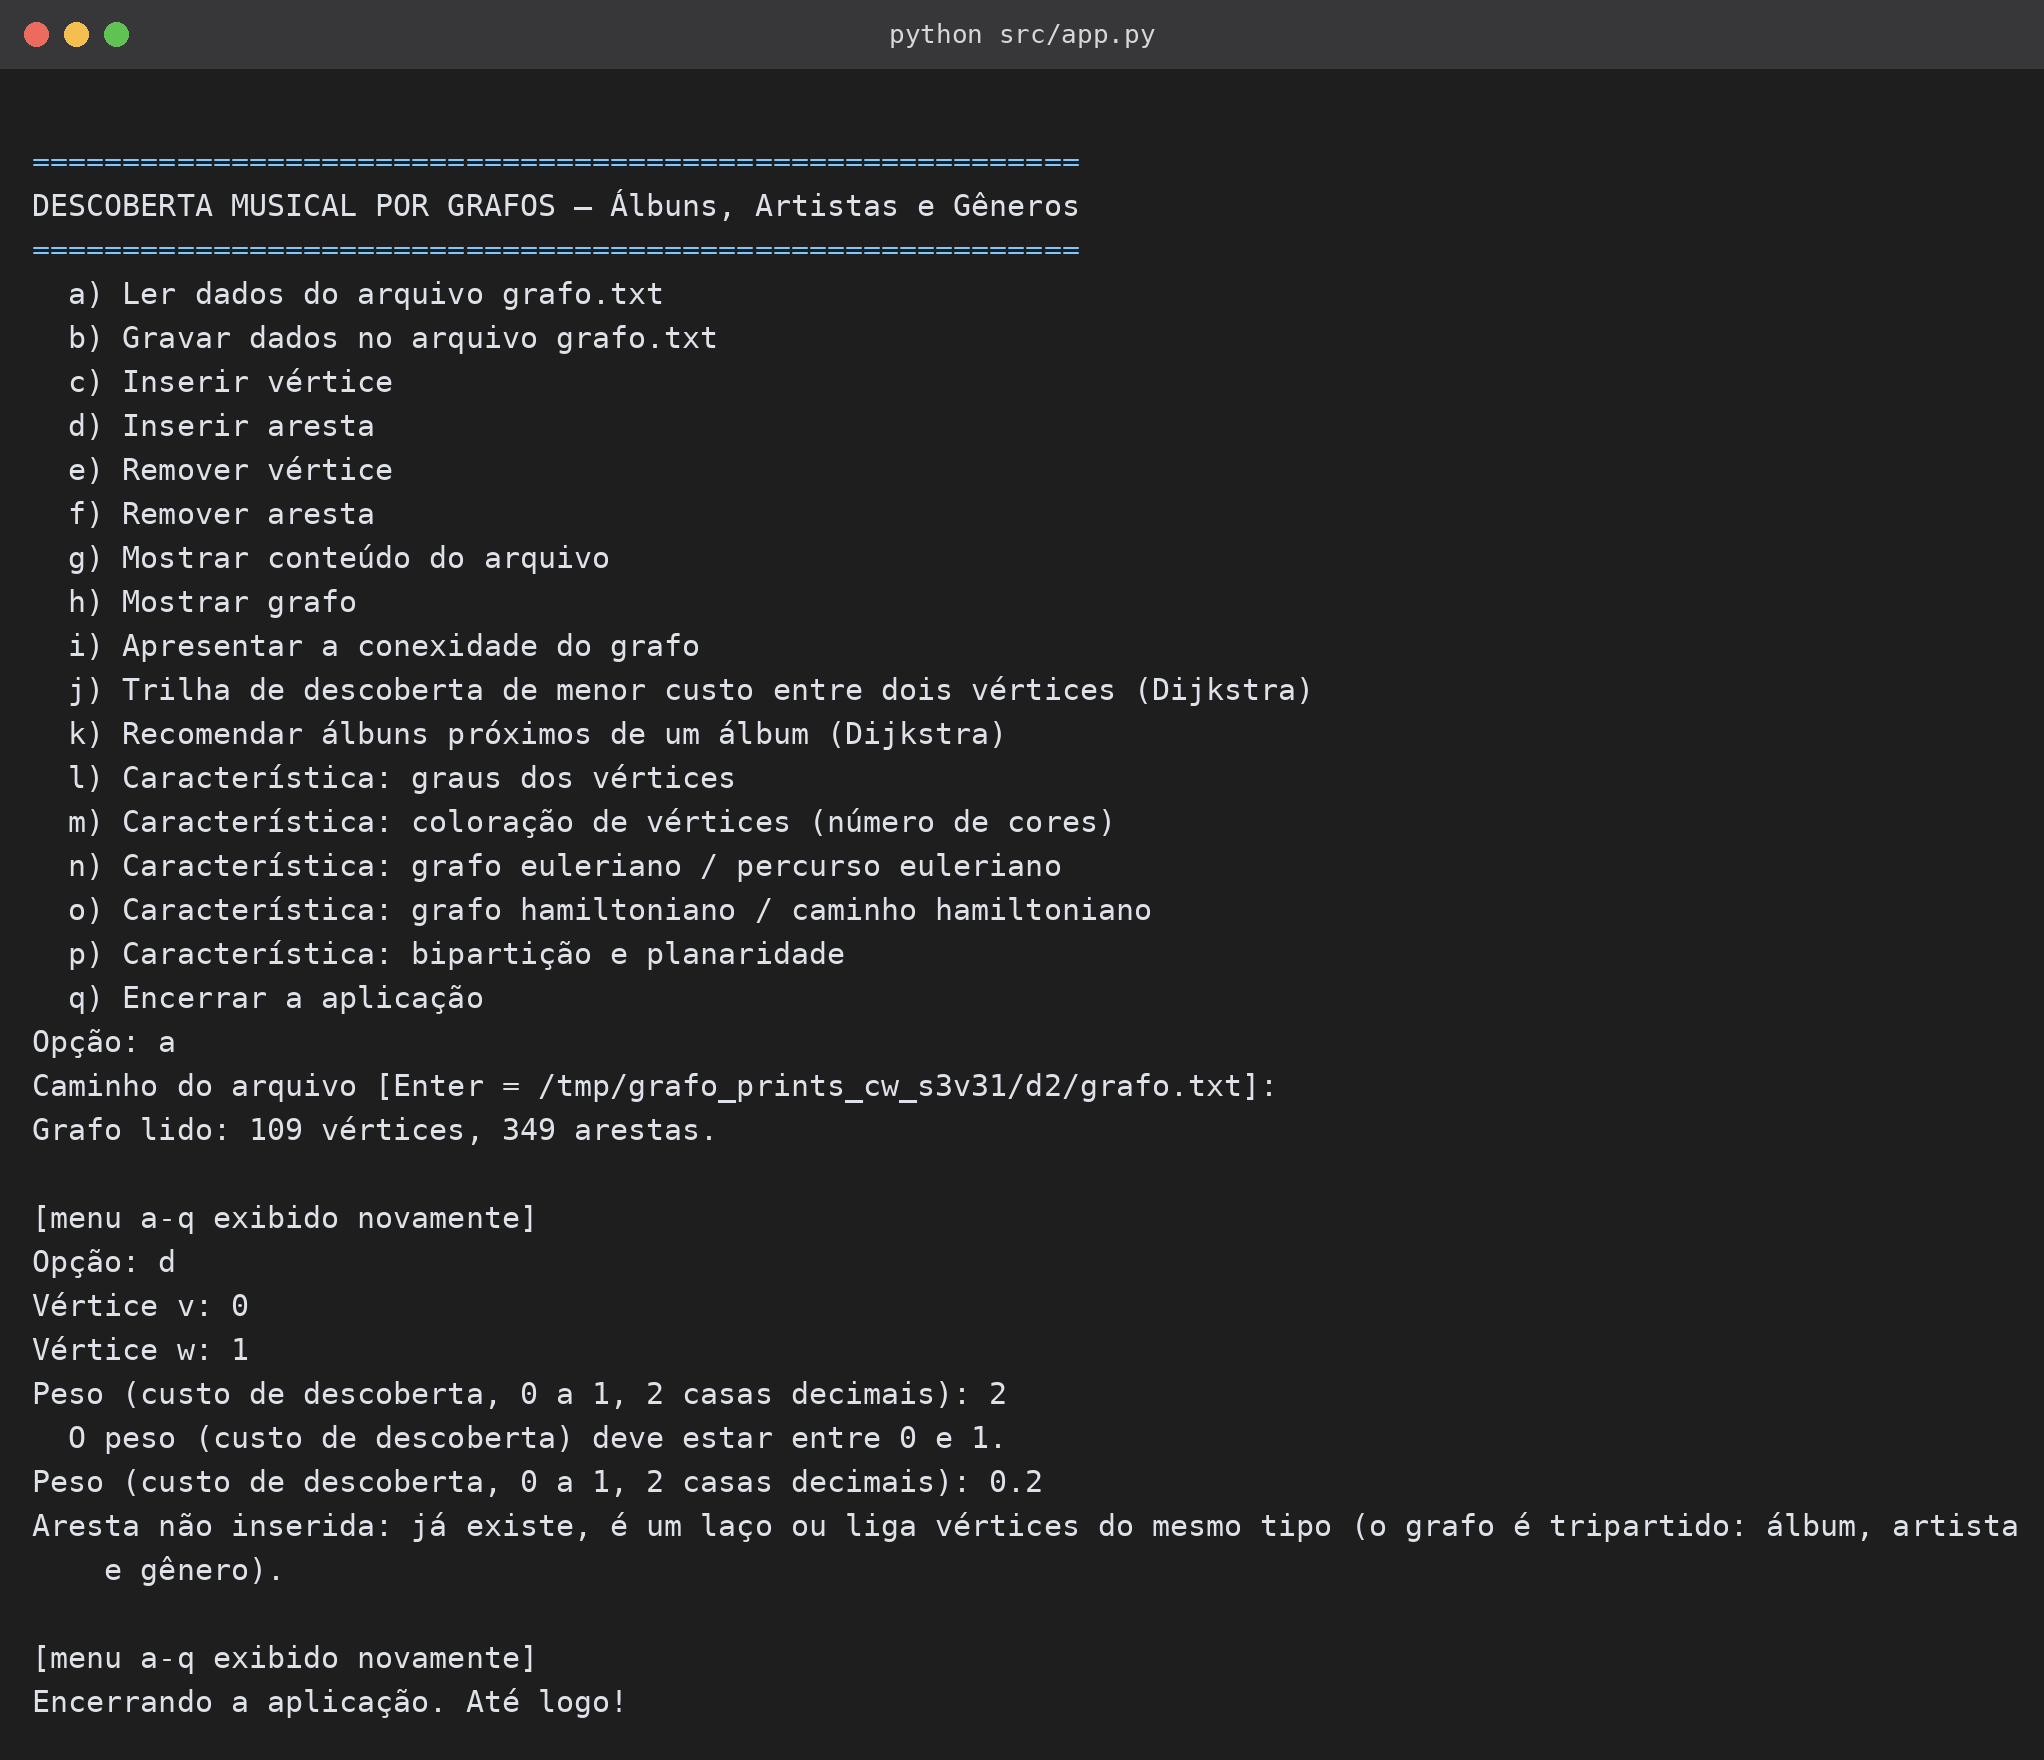 python src/app.py
==========================================================
DESCOBERTA MUSICAL POR GRAFOS — Álbuns, Artistas e Gêneros
==========================================================
  a) Ler dados do arquivo grafo.txt
  b) Gravar dados no arquivo grafo.txt
  c) Inserir vértice
  d) Inserir aresta
  e) Remover vértice
  f) Remover aresta
  g) Mostrar conteúdo do arquivo
  h) Mostrar grafo
  i) Apresentar a conexidade do grafo
  j) Trilha de descoberta de menor custo entre dois vértices (Dijkstra)
  k) Recomendar álbuns próximos de um álbum (Dijkstra)
  l) Característica: graus dos vértices
  m) Característica: coloração de vértices (número de cores)
  n) Característica: grafo euleriano / percurso euleriano
  o) Característica: grafo hamiltoniano / caminho hamiltoniano
  p) Característica: bipartição e planaridade
  q) Encerrar a aplicação
Opção: a
Caminho do arquivo [Enter = /tmp/grafo_prints_cw_s3v31/d2/grafo.txt]:
Grafo lido: 109 vértices, 349 arestas.
[menu a-q exibido novamente]
Opção: d
Vértice v: 0
Vértice w: 1
Peso (custo de descoberta, 0 a 1, 2 casas decimais): 2
  O peso (custo de descoberta) deve estar entre 0 e 1.
Peso (custo de descoberta, 0 a 1, 2 casas decimais): 0.2
Aresta não inserida: já existe, é um laço ou liga vértices do mesmo tipo (o grafo é tripartido: álbum, artista
    e gênero).
[menu a-q exibido novamente]
Encerrando a aplicação. Até logo!